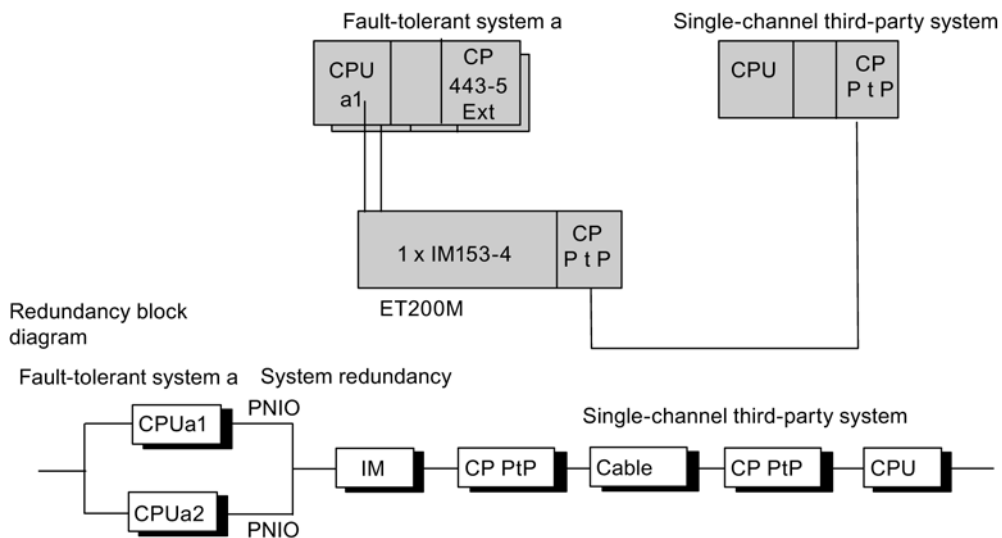 Fault-tolerant system a
Single-channel third-party system
CPU
a1
CP
443-5
Ext
CPU
CP
P t P
1 x IM153-4
CP
P t P
ET200M
Redundancy block
diagram
Fault-tolerant system a
System redundancy
CPUa1
PNIO
Single-channel third-party system
IM
CP PtP
Cable
CP PtP
CPU
CPUa2
PNIO